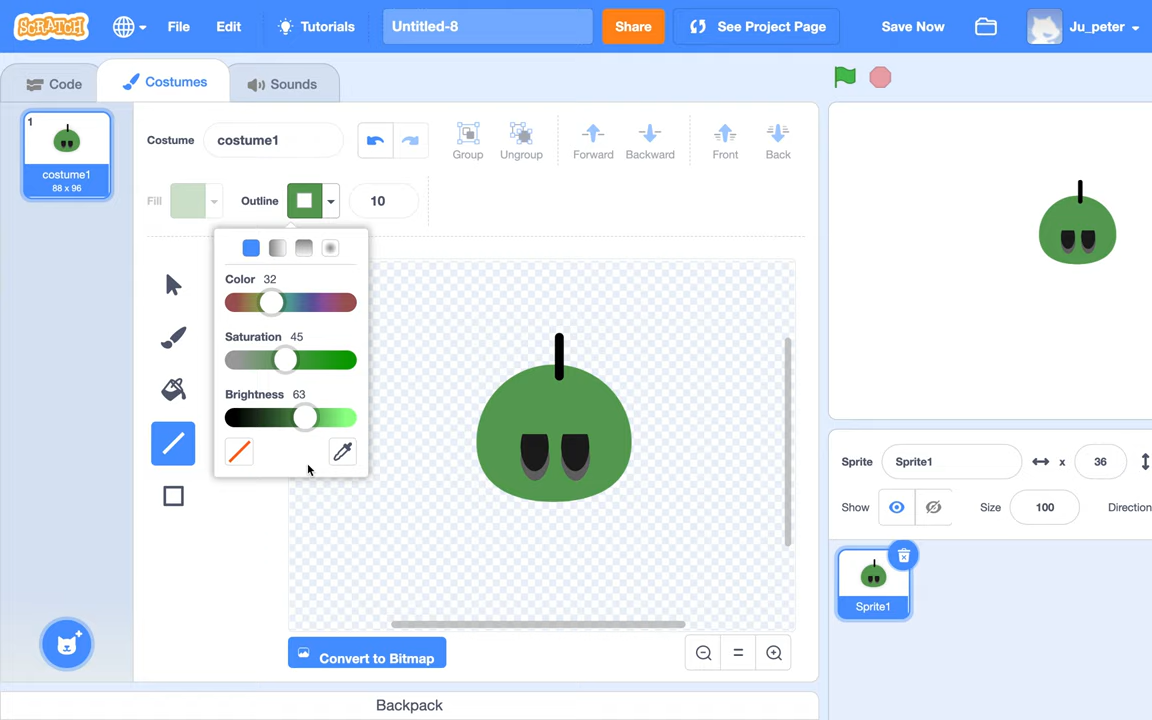 SCRATCH
File
Edit
Tutorials
Untitled-8
Share
See Project Page
Save Now
Ju_peter
Code
Costumes
Sounds
1
costume1
88 x 96
Costume
costume1
Group
Ungroup
Forward
Backward
Front
Back
Fill
Outline
10
Color 32
Saturation 45
Brightness 63
Convert to Bitmap
Backpack
Sprite
Sprite1
x
36
Show
Size
100
Direction
Sprite1